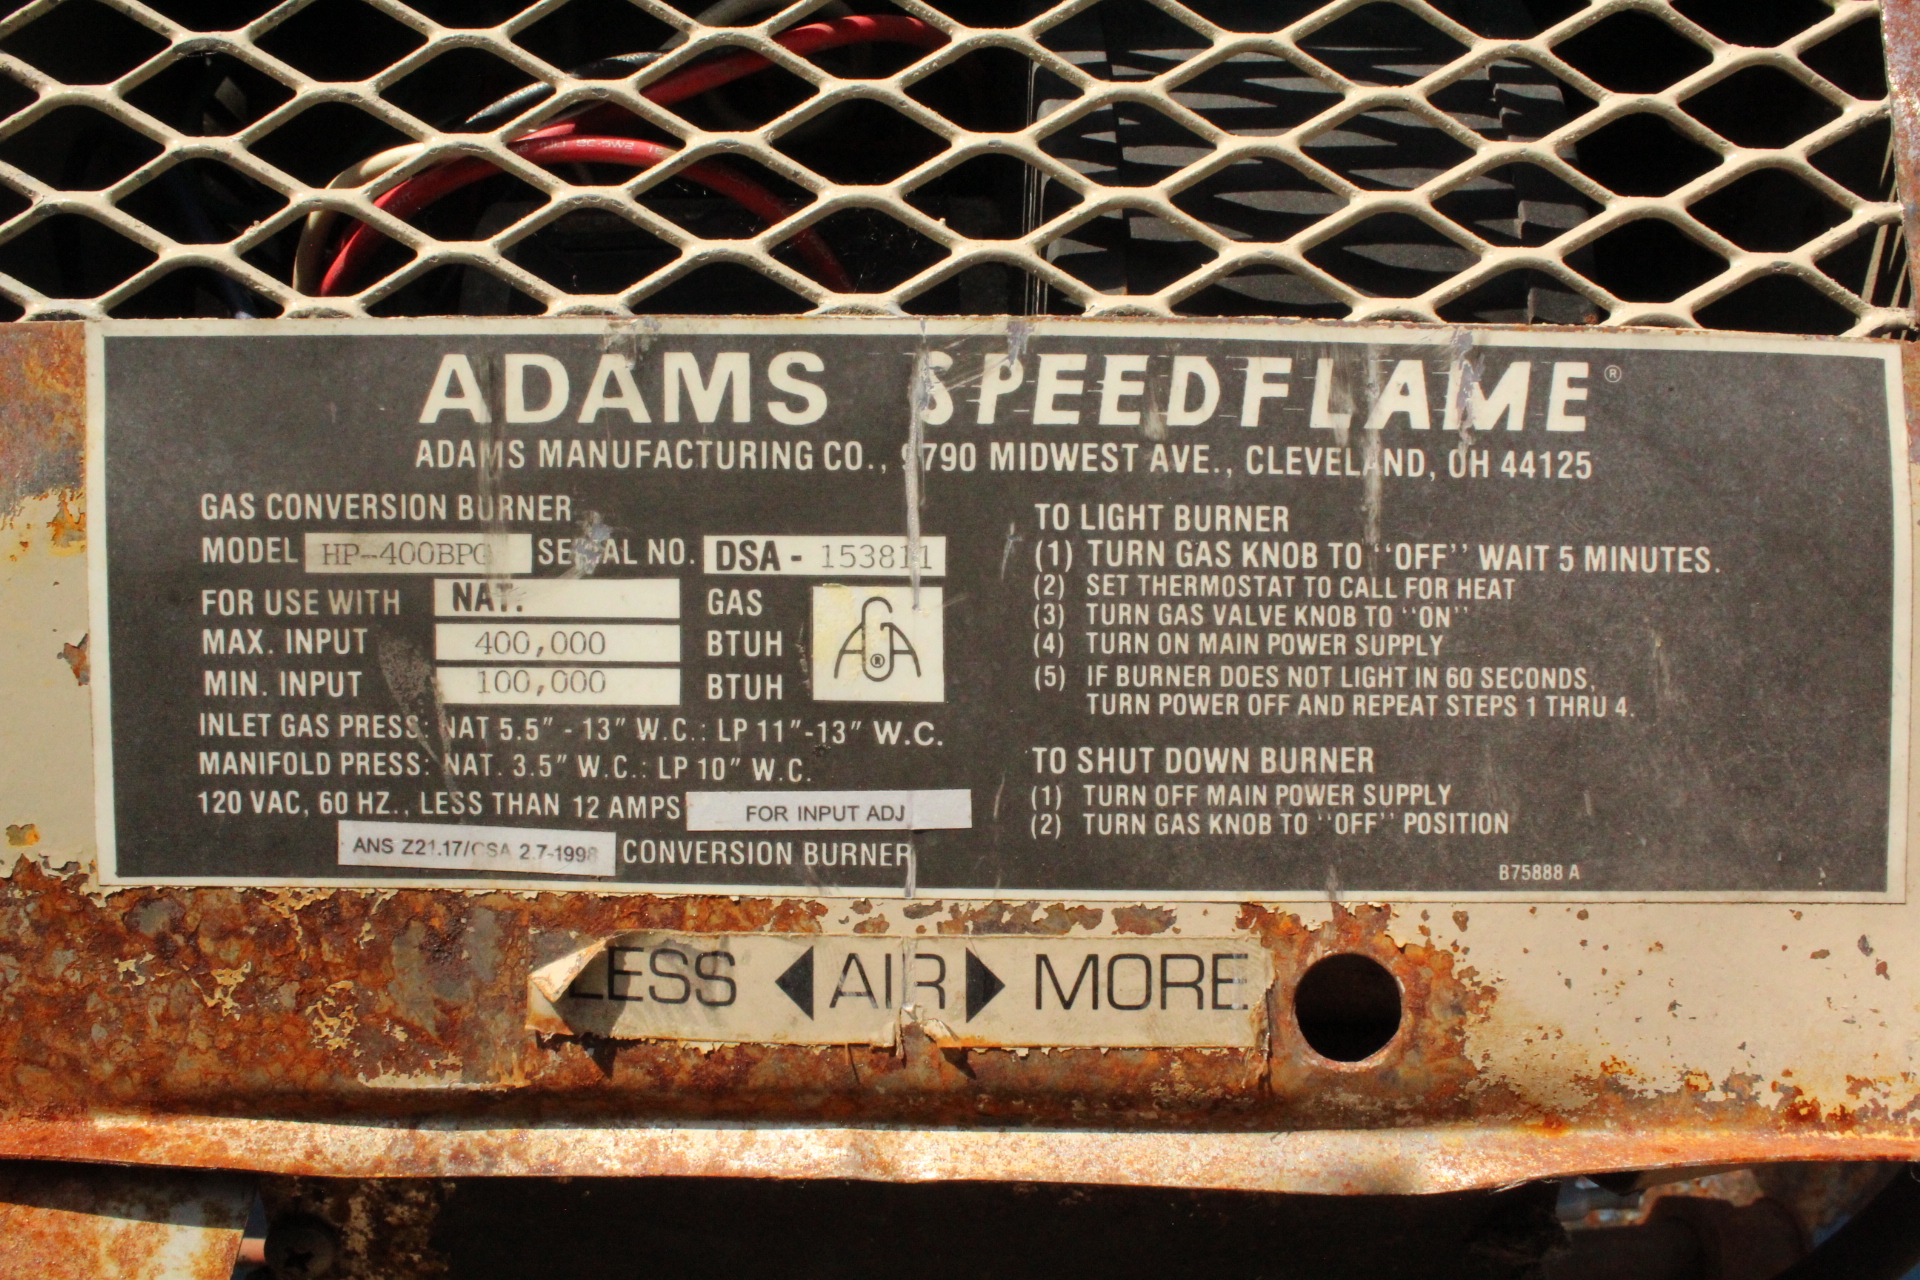 ADAMS SPEEDFLAME®
ADAMS MANUFACTURING CO., 9790 MIDWEST AVE., CLEVELAND, OH 44125
GAS CONVERSION BURNER
MODEL HP-400BPG SERIAL NO. DSA - 153811
FOR USE WITH NAT. GAS
MAX. INPUT 400,000 BTUH
MIN. INPUT 100,000 BTUH
AGA ®
INLET GAS PRESS: NAT 5.5" - 13" W.C.: LP 11"-13" W.C.
MANIFOLD PRESS: NAT. 3.5" W.C.: LP 10" W.C.
120 VAC, 60 HZ., LESS THAN 12 AMPS FOR INPUT ADJ
ANS Z21.17/CSA 2.7-1998 CONVERSION BURNER
TO LIGHT BURNER
(1) TURN GAS KNOB TO "OFF" WAIT 5 MINUTES.
(2) SET THERMOSTAT TO CALL FOR HEAT
(3) TURN GAS VALVE KNOB TO "ON"
(4) TURN ON MAIN POWER SUPPLY
(5) IF BURNER DOES NOT LIGHT IN 60 SECONDS,
TURN POWER OFF AND REPEAT STEPS 1 THRU 4.
TO SHUT DOWN BURNER
(1) TURN OFF MAIN POWER SUPPLY
(2) TURN GAS KNOB TO "OFF" POSITION
B75888 A
LESS ◀ AIR ▶ MORE